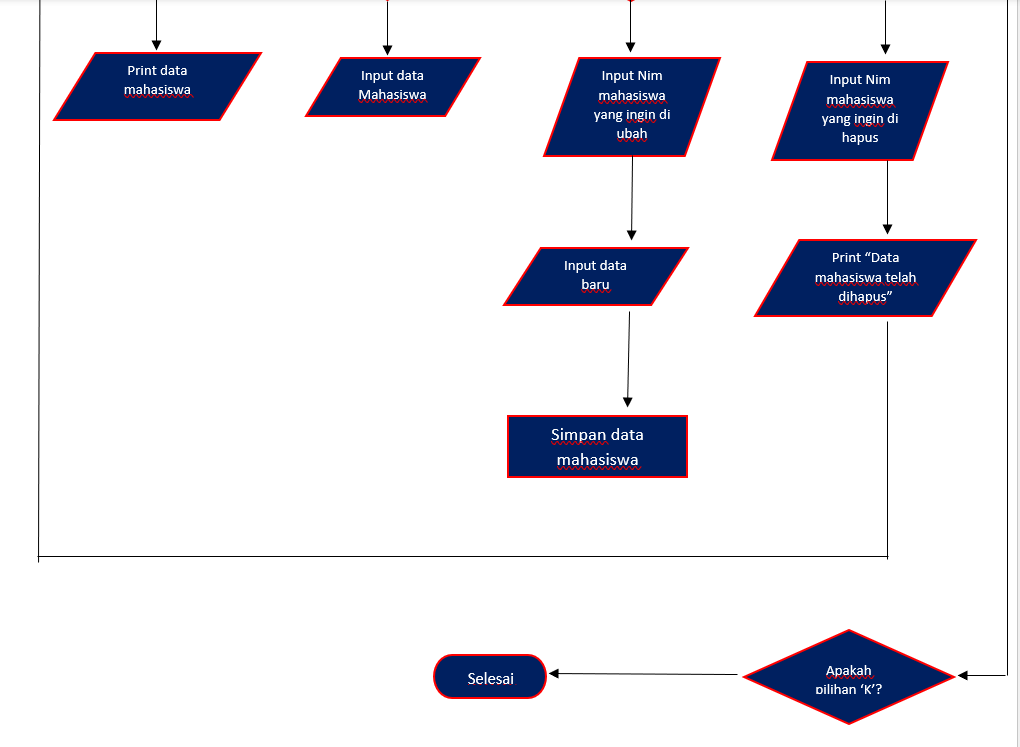 Print data
mahasiswa
Input data
Mahasiswa
Input Nim
mahasiswa
yang ingin di
ubah
Input Nim
mahasiswa
yang ingin di
hapus
Input data
baru
Print “Data
mahasiswa telah
dihapus”
Simpan data
mahasiswa
Selesai
Apakah
pilihan ‘K’?